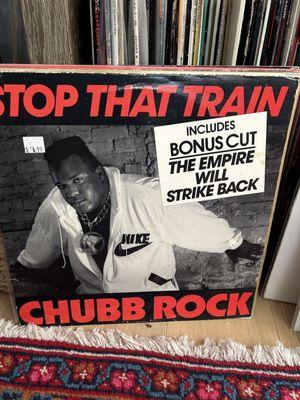 STOP THAT TRAIN
INCLUDES
BONUS CUT
THE EMPIRE
WILL
STRIKE BACK
NIKE
CHUBB ROCK